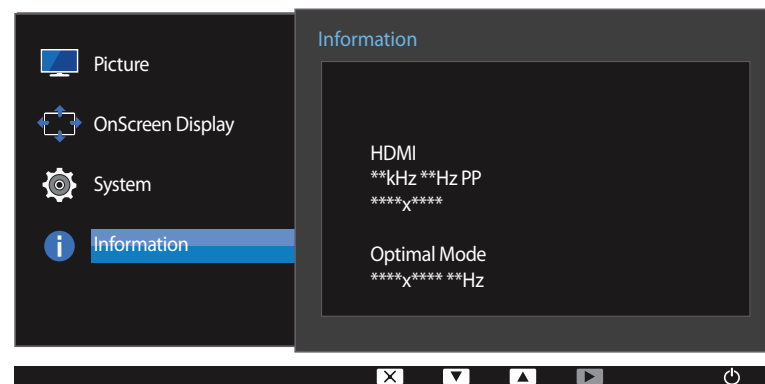 Picture
OnScreen Display
System
Information
Information
HDMI
**kHz **Hz PP
****x****
Optimal Mode
****x**** **Hz